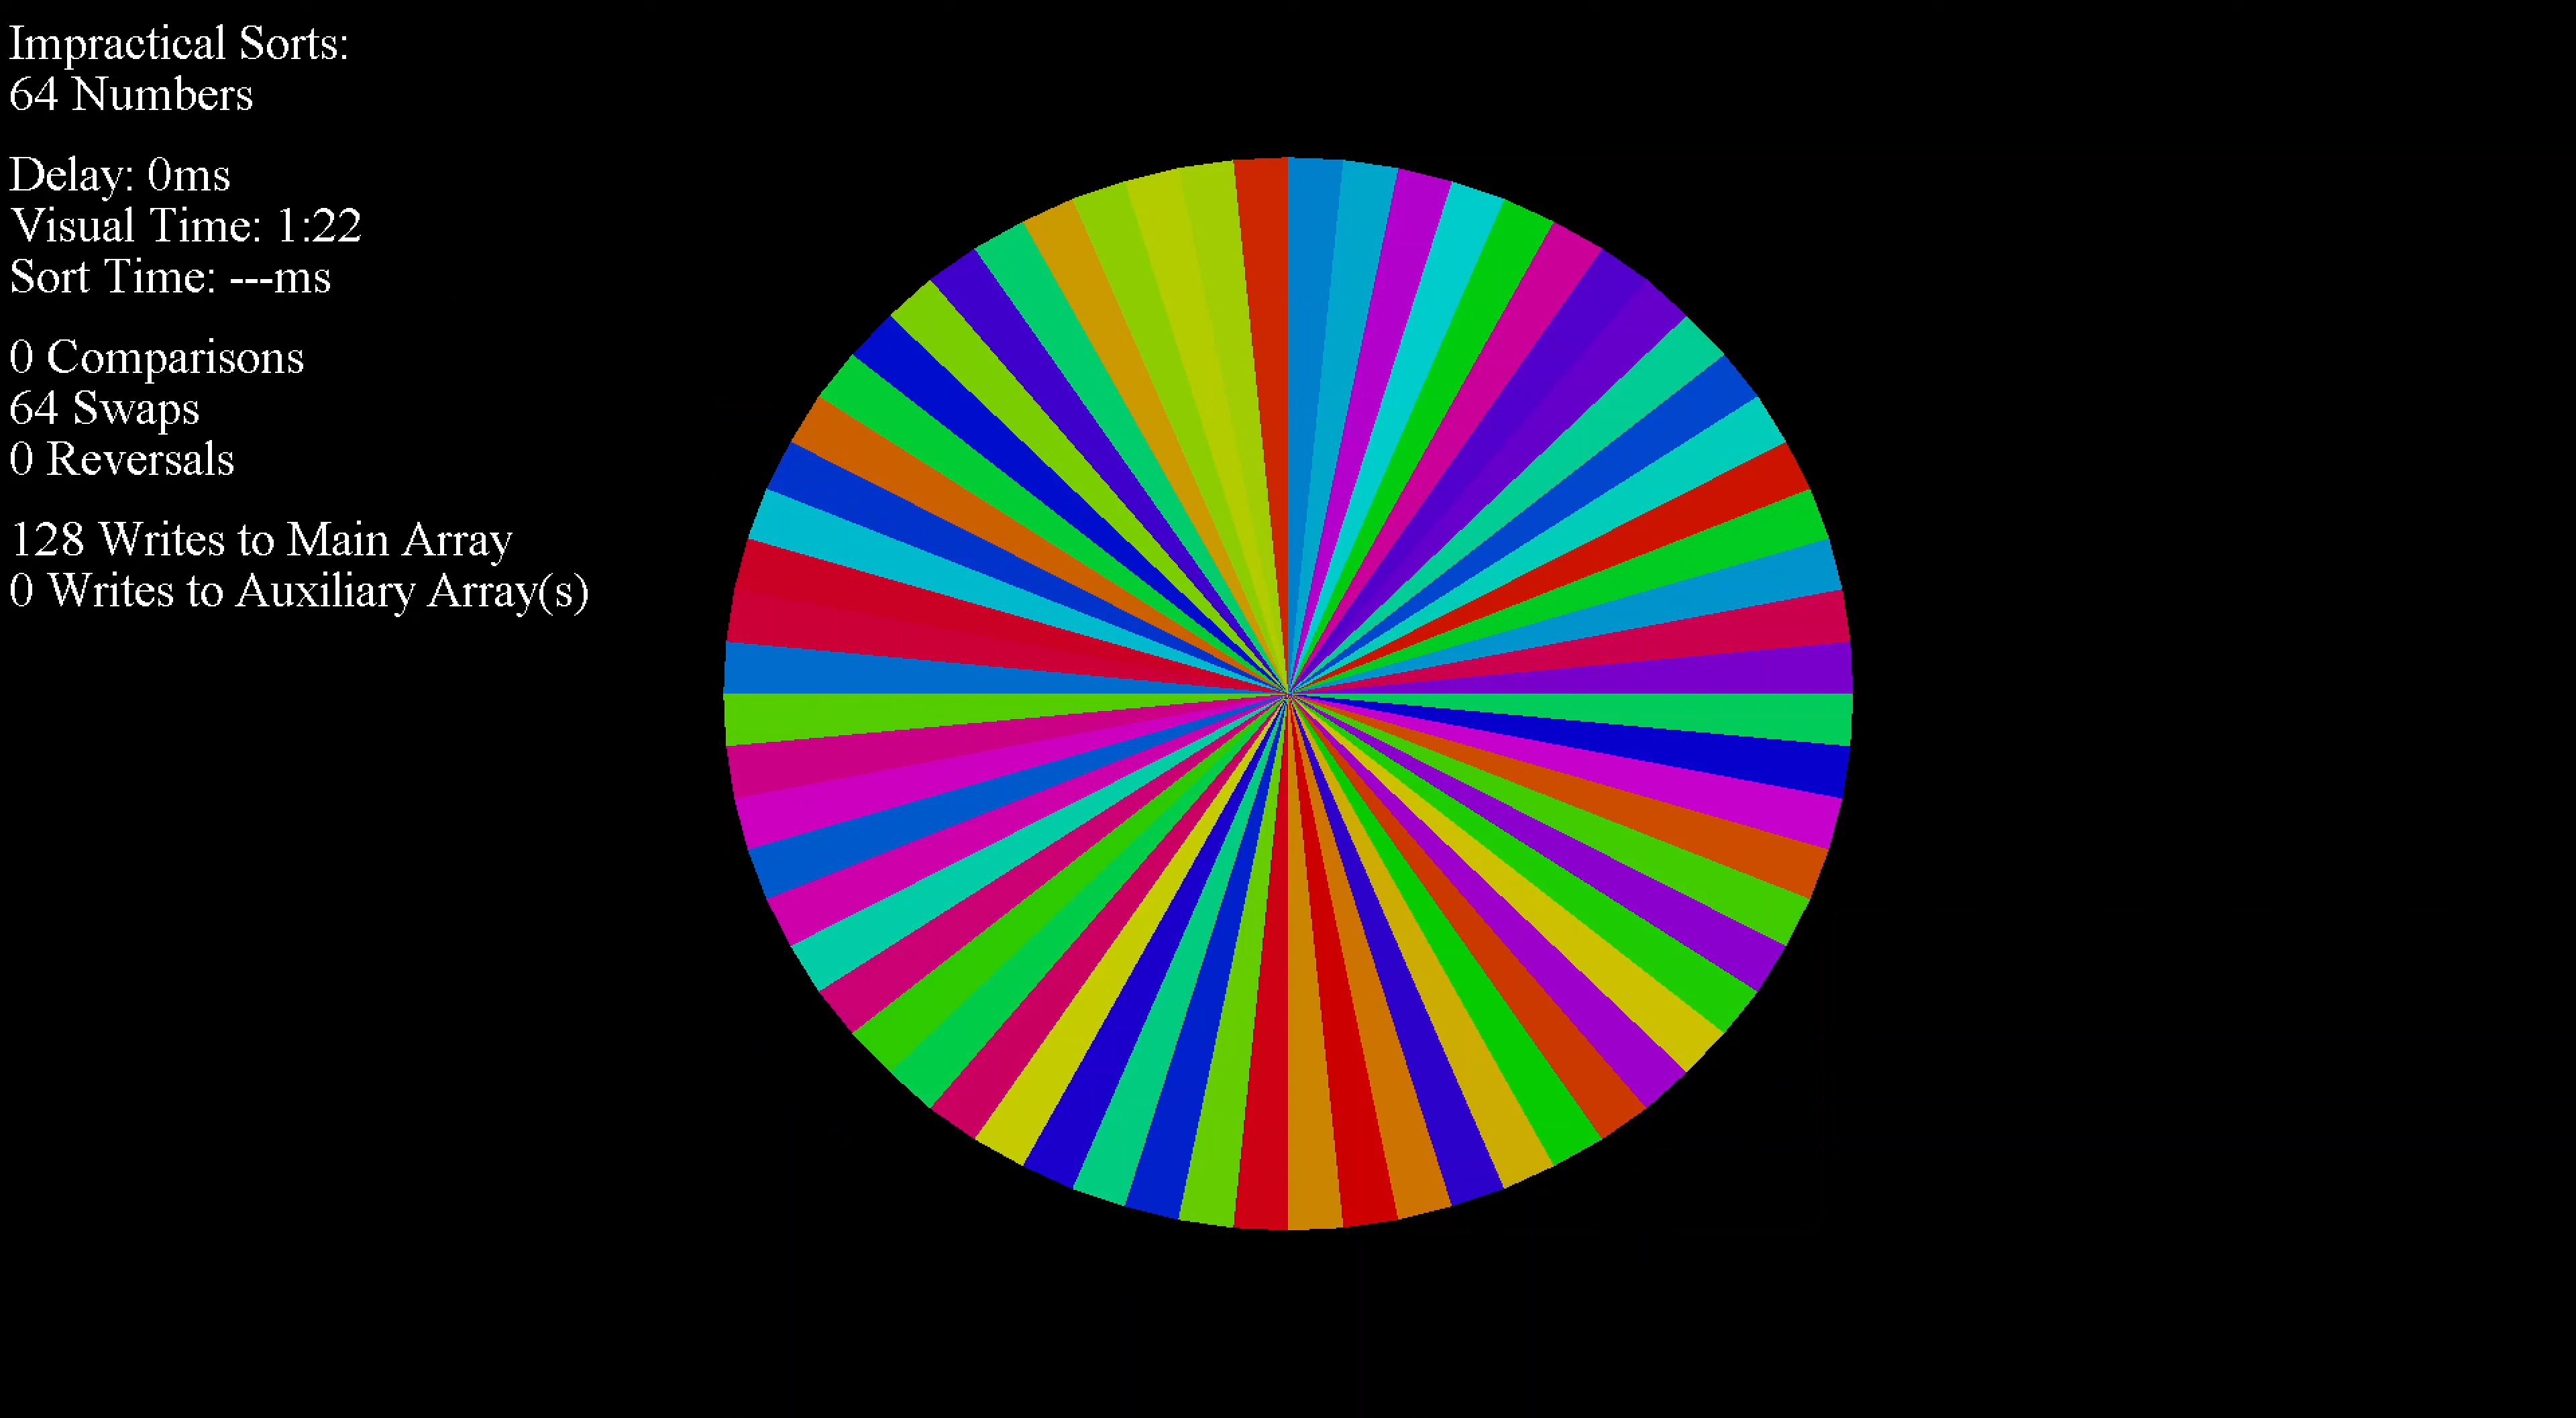 Impractical Sorts:
64 Numbers
Delay: 0ms
Visual Time: 1:22
Sort Time: ---ms
0 Comparisons
64 Swaps
0 Reversals
128 Writes to Main Array
0 Writes to Auxiliary Array(s)